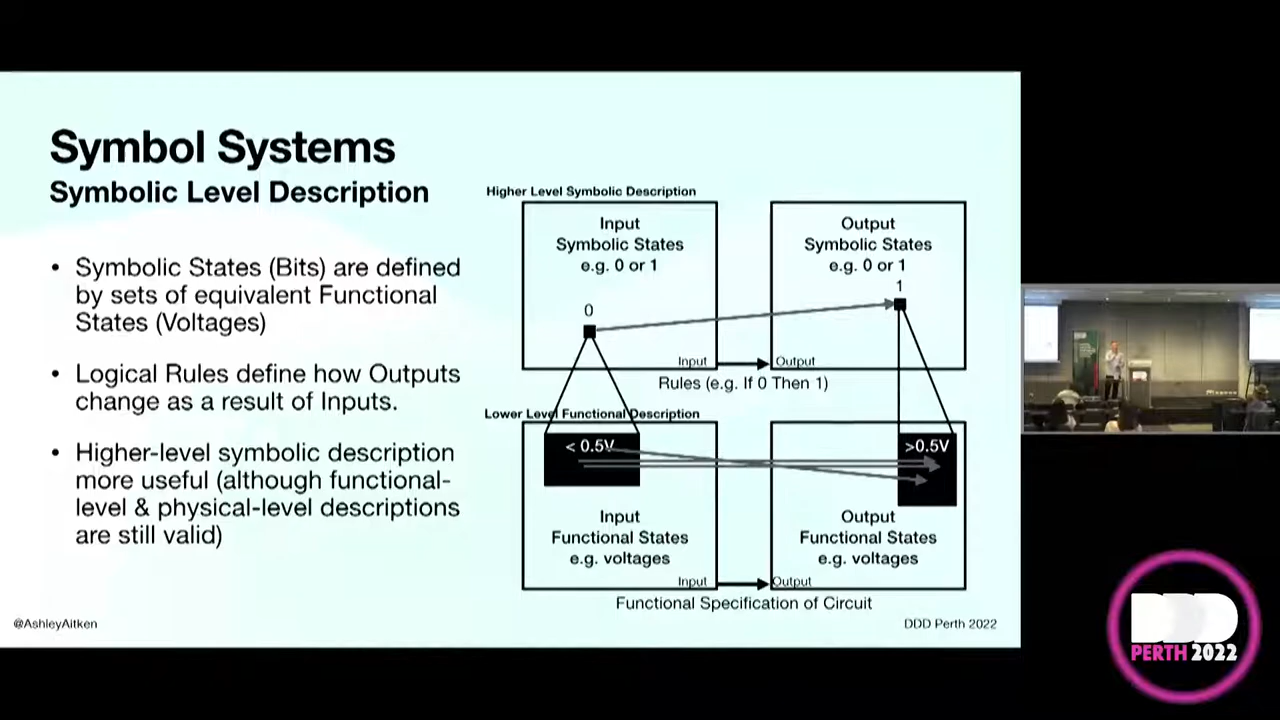 Symbol Systems
Symbolic Level Description
• Symbolic States (Bits) are defined
by sets of equivalent Functional
States (Voltages)
• Logical Rules define how Outputs
change as a result of Inputs.
• Higher-level symbolic description
more useful (although functional-
level & physical-level descriptions
are still valid)
Higher Level Symbolic Description
Input
Symbolic States
e.g. 0 or 1
0
Input
Output
Symbolic States
e.g. 0 or 1
1
Output
Rules (e.g. If 0 Then 1)
Lower Level Functional Description
< 0.5V
Input
Functional States
e.g. voltages
Input
>0.5V
Output
Functional States
e.g. voltages
Output
Functional Specification of Circuit
@AshleyAitken
DDD Perth 2022
DDD
PERTH 2022